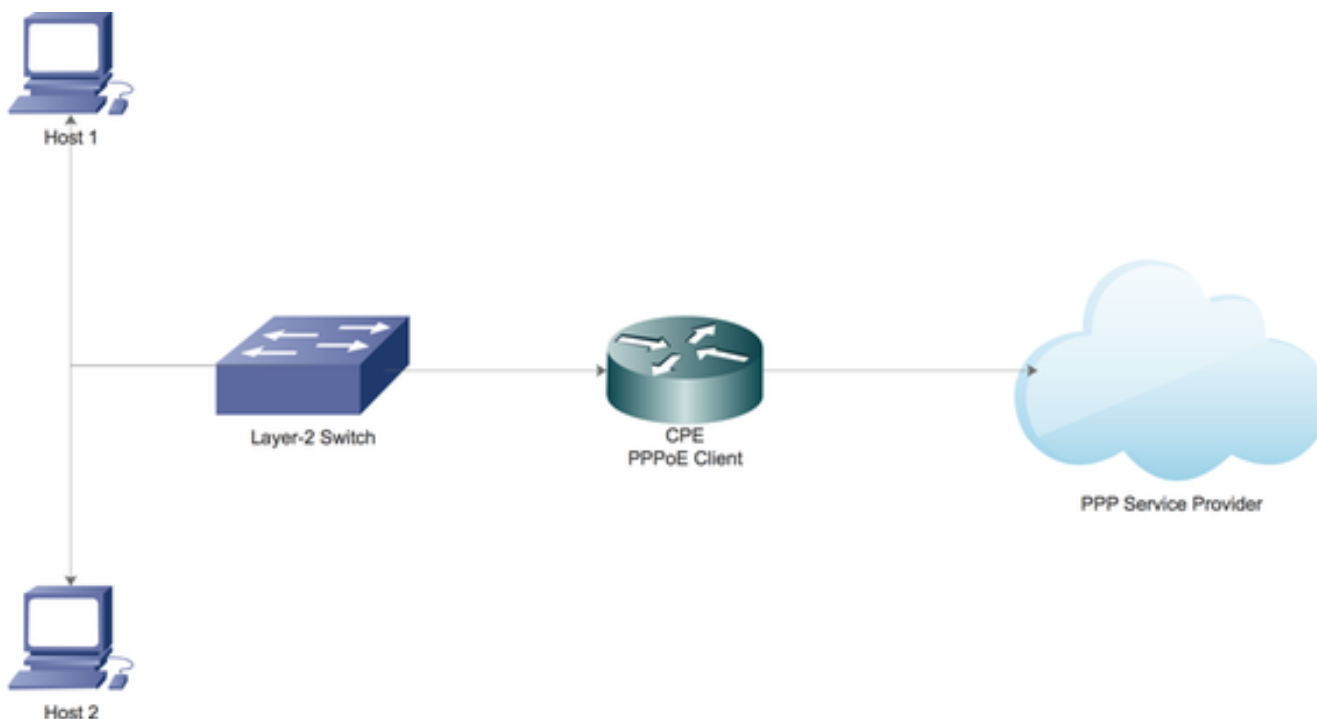 Host 1
Layer-2 Switch
CPE
PPPoE Client
PPP Service Provider
Host 2